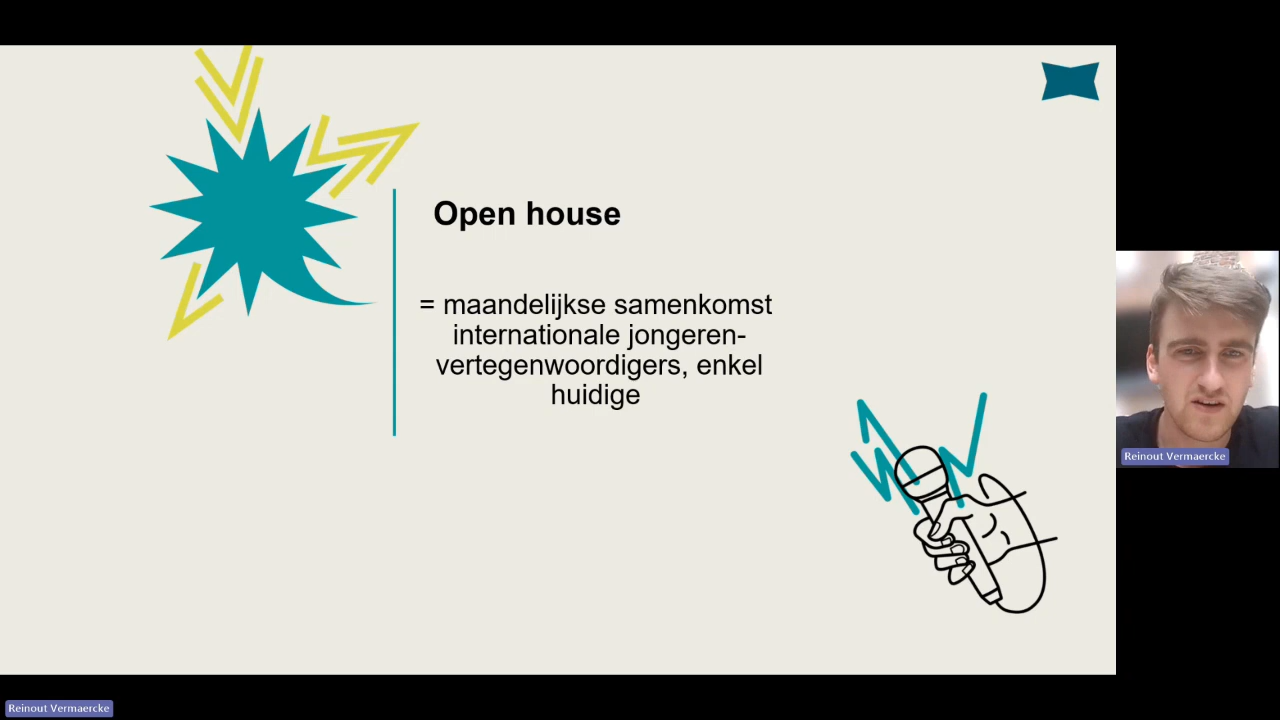 Open house
= maandelijkse samenkomst
internationale jongeren-
vertegenwoordigers, enkel
huidige
Reinout Vermaercke
Reinout Vermaercke